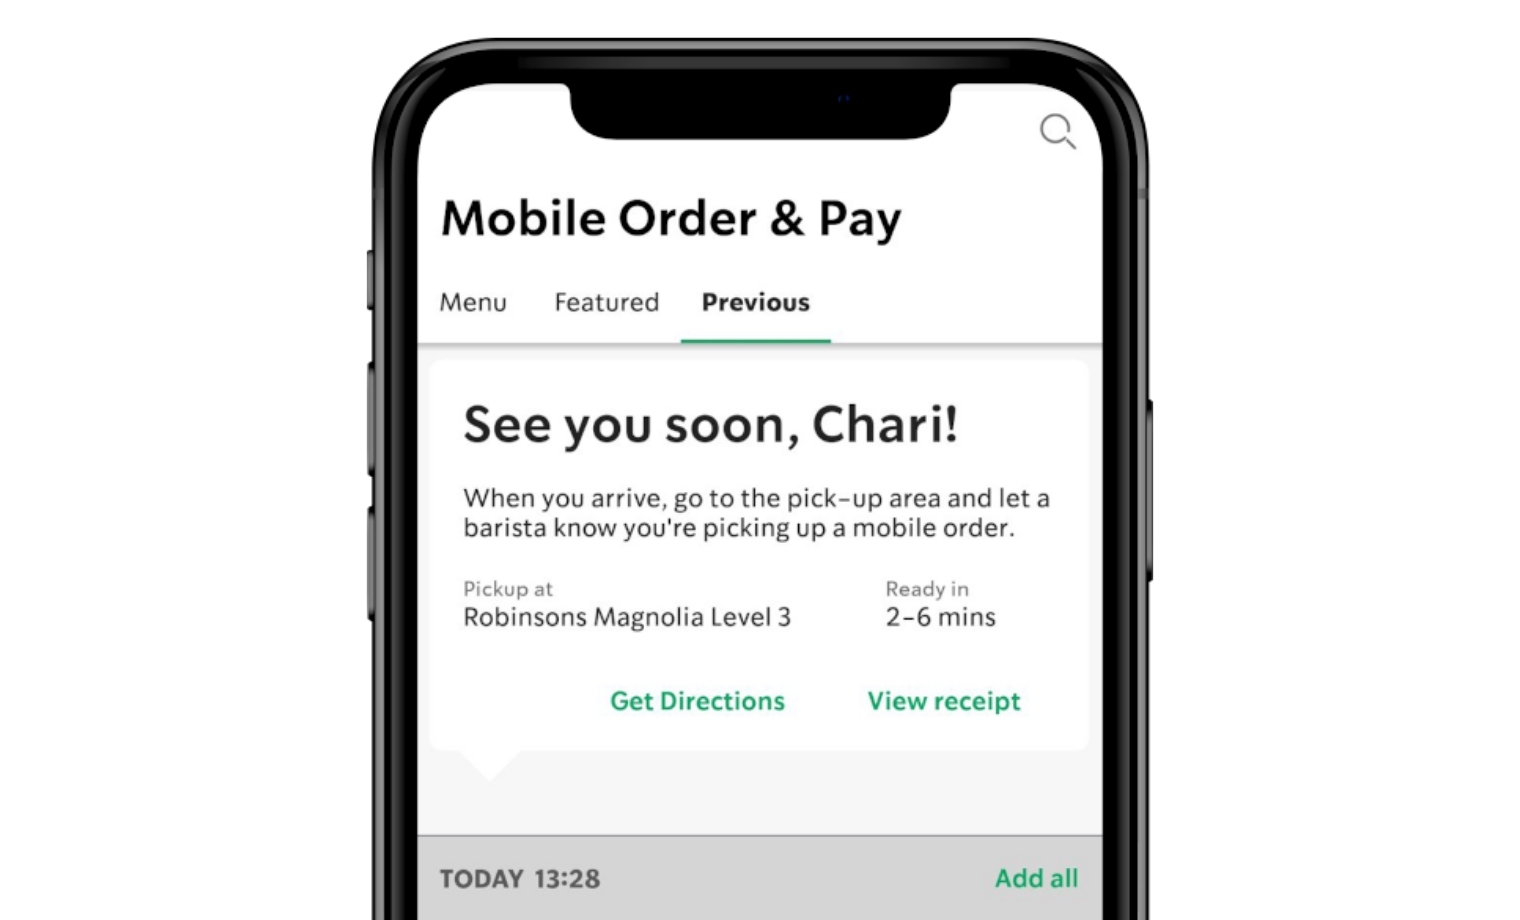 Mobile Order & Pay
Menu Featured Previous
See you soon, Chari!
When you arrive, go to the pick-up area and let a
barista know you're picking up a mobile order.
Pickup at Ready in
Robinsons Magnolia Level 3 2-6 mins
Get Directions View receipt
TODAY 13:28 Add all